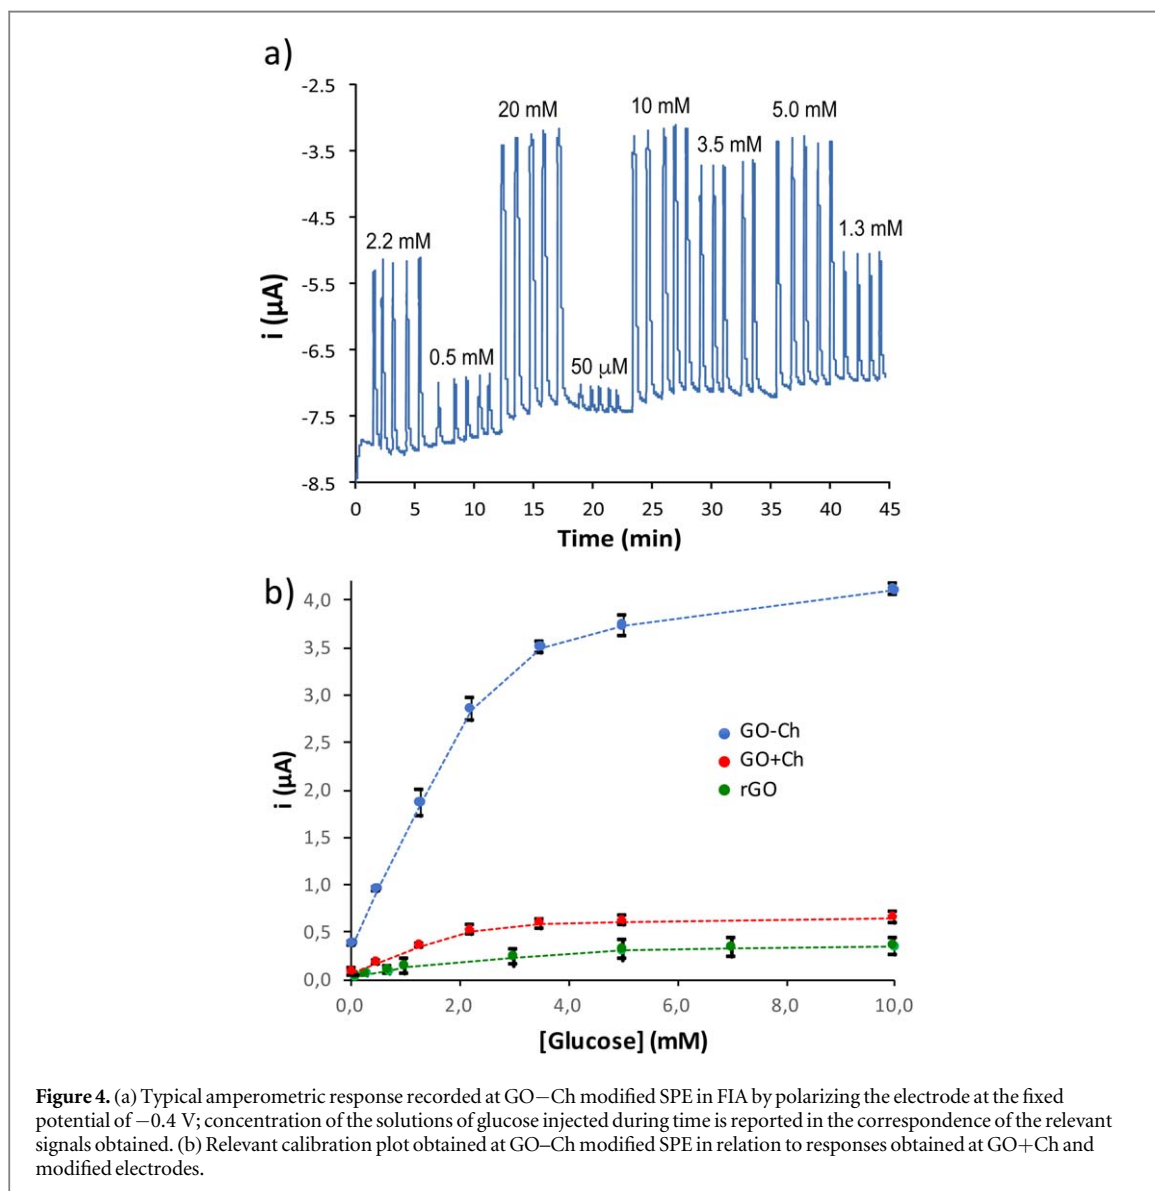 a)
-2.5
-3.5
-4.5
-5.5
-6.5
-7.5
-8.5
i (μA)
2.2 mM
0.5 mM
20 mM
50 μM
10 mM
3.5 mM
5.0 mM
1.3 mM
0 5 10 15 20 25 30 35 40 45
Time (min)
b)
4,0
3,5
3,0
2,5
2,0
1,5
1,0
0,5
0,0
i (μA)
GO-Ch
GO+Ch
rGO
0,0 2,0 4,0 6,0 8,0 10,0
[Glucose] (mM)
Figure 4. (a) Typical amperometric response recorded at GO−Ch modified SPE in FIA by polarizing the electrode at the fixed
potential of −0.4 V; concentration of the solutions of glucose injected during time is reported in the correspondence of the relevant
signals obtained. (b) Relevant calibration plot obtained at GO–Ch modified SPE in relation to responses obtained at GO+Ch and
modified electrodes.